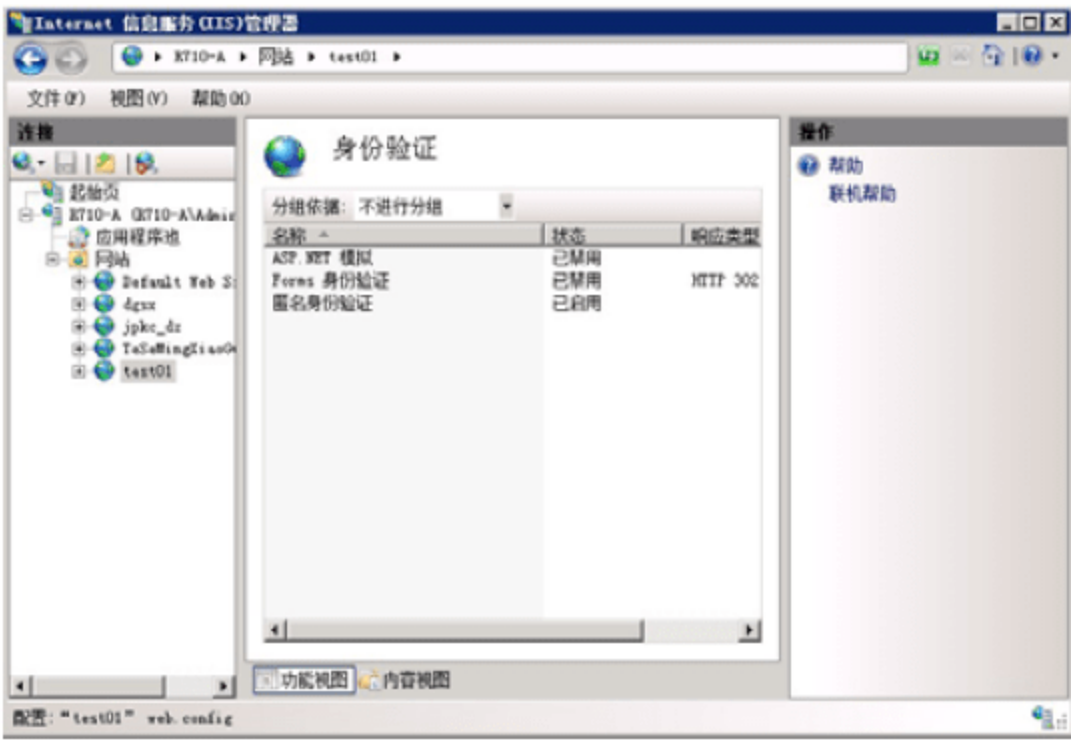 Internet 信息服务(IIS)管理器
R710-A 网站 test01
文件(F) 视图(V) 帮助(H)
连接
起始页
R710-A (R710-A\Admin
应用程序池
网站
Default Web S
dgxx
jpkc_dz
TeSeMingXiaoG
test01
身份验证
分组依据: 不进行分组
名称 状态 响应类型
ASP.NET 模拟 已禁用
Forms 身份验证 已禁用 HTTP 302
匿名身份验证 已启用
功能视图 内容视图
操作
帮助
联机帮助
配置:"test01" web.config